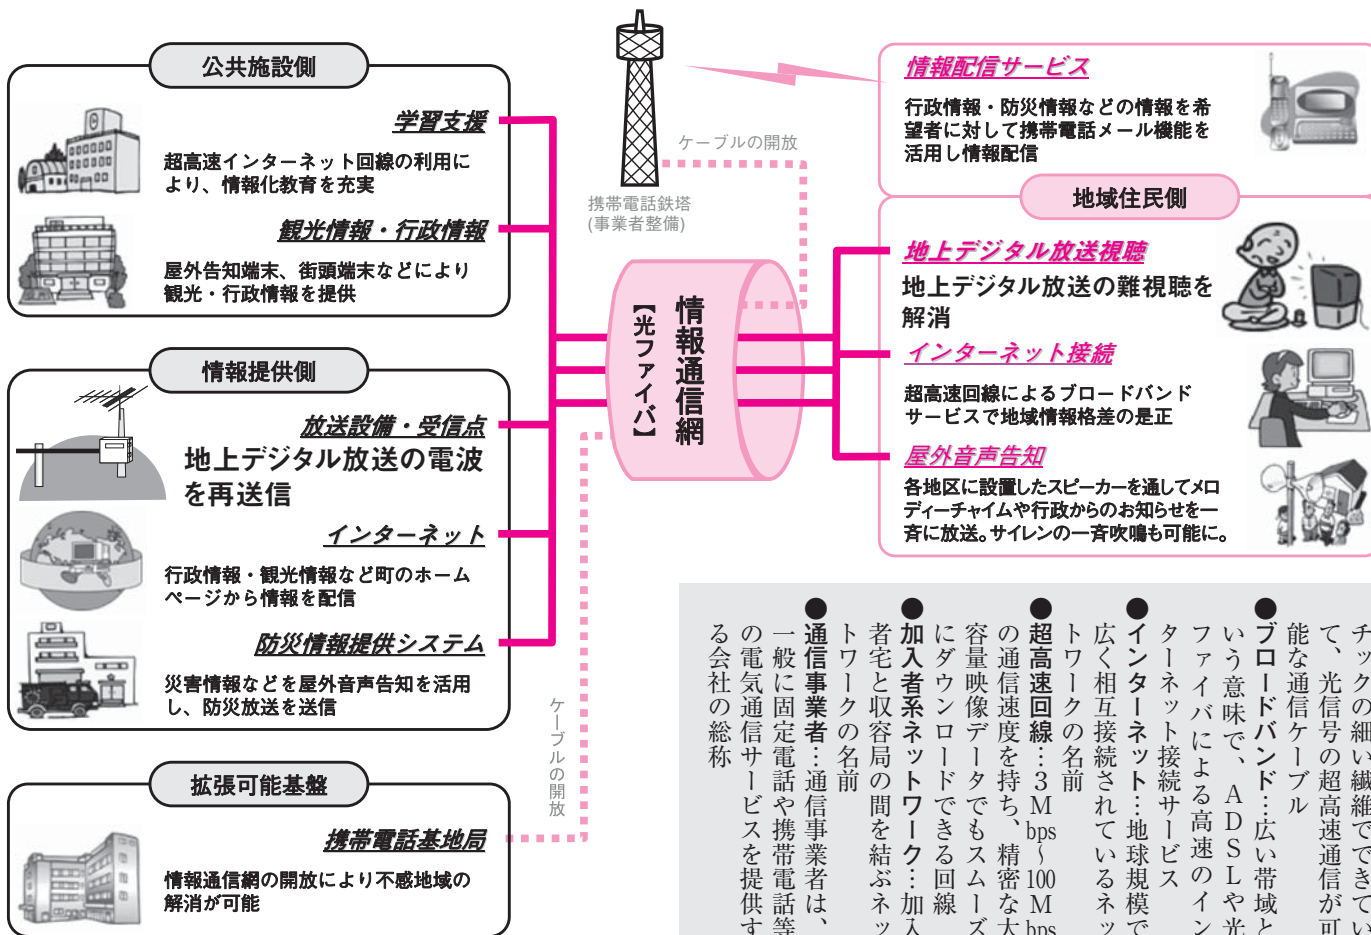 公共施設側
学習支援
超高速インターネット回線の利用に
より、情報化教育を充実
観光情報・行政情報
屋外告知端末、街頭端末などにより
観光・行政情報を提供
情報提供側
放送設備・受信点
地上デジタル放送の電波
を再送信
インターネット
行政情報・観光情報など町のホーム
ページから情報を配信
防災情報提供システム
災害情報などを屋外音声告知を活用
し、防災放送を送信
拡張可能基盤
携帯電話基地局
情報通信網の開放により不感地域の
解消が可能
ケーブルの開放
携帯電話鉄塔
(事業者整備)
ケーブルの開放
情報通信網
【光ファイバ】
情報配信サービス
行政情報・防災情報などの情報を希
望者に対して携帯電話メール機能を
活用し情報配信
地域住民側
地上デジタル放送視聴
地上デジタル放送の難視聴を
解消
インターネット接続
超高速回線によるブロードバンド
サービスで地域情報格差の是正
屋外音声告知
各地区に設置したスピーカーを通してメロ
ディーチャイムや行政からのお知らせを一
斉に放送。サイレンの一斉吹鳴も可能に。
チックの細い繊維でできてい
て、光信号の超高速通信が可
能な通信ケーブル
●ブロードバンド…広い帯域と
いう意味で、ADSLや光
ファイバによる高速のイン
ターネット接続サービス
●インターネット…地球規模で
広く相互接続されているネッ
トワークの名前
●超高速回線…3Mbps~100Mbps
の通信速度を持ち、精密な大
容量映像データでもスムーズ
にダウンロードできる回線
●加入者系ネットワーク…加入
者宅と収容局の間を結ぶネッ
トワークの名前
●通信事業者…通信事業者は、
一般に固定電話や携帯電話等
の電気通信サービスを提供す
る会社の総称